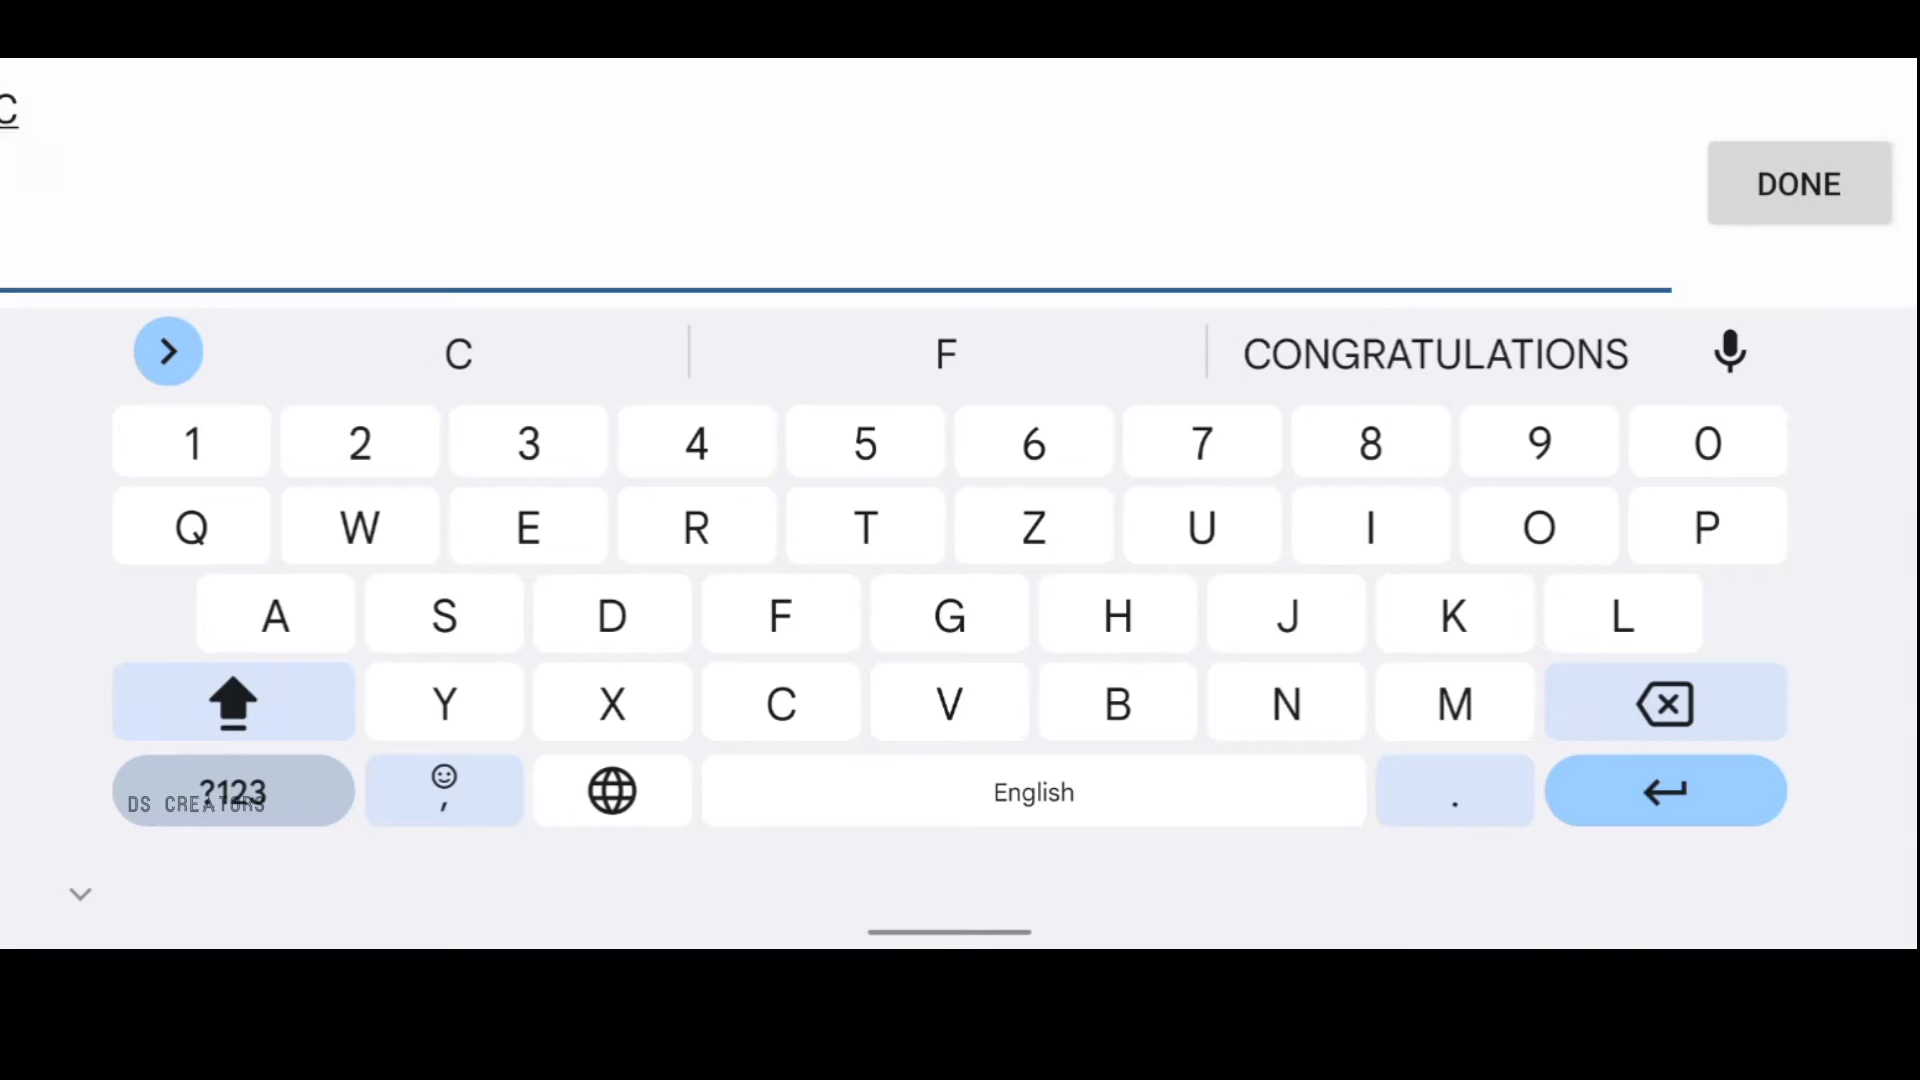 C
DONE
C F CONGRATULATIONS
1 2 3 4 5 6 7 8 9 0
Q W E R T Z U I O P
A S D F G H J K L
Y X C V B N M
?123 , English .
DS CREATORS